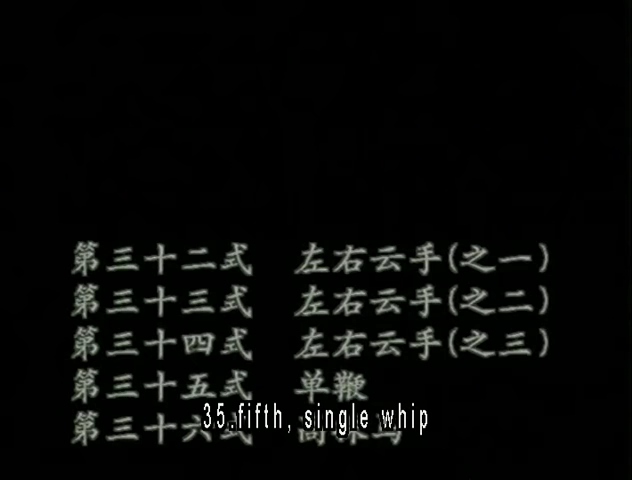 第三十二式 左右云手(之一)
第三十三式 左右云手(之二)
第三十四式 左右云手(之三)
第三十五式 单鞭
35.fifth, single whip
第三十六式